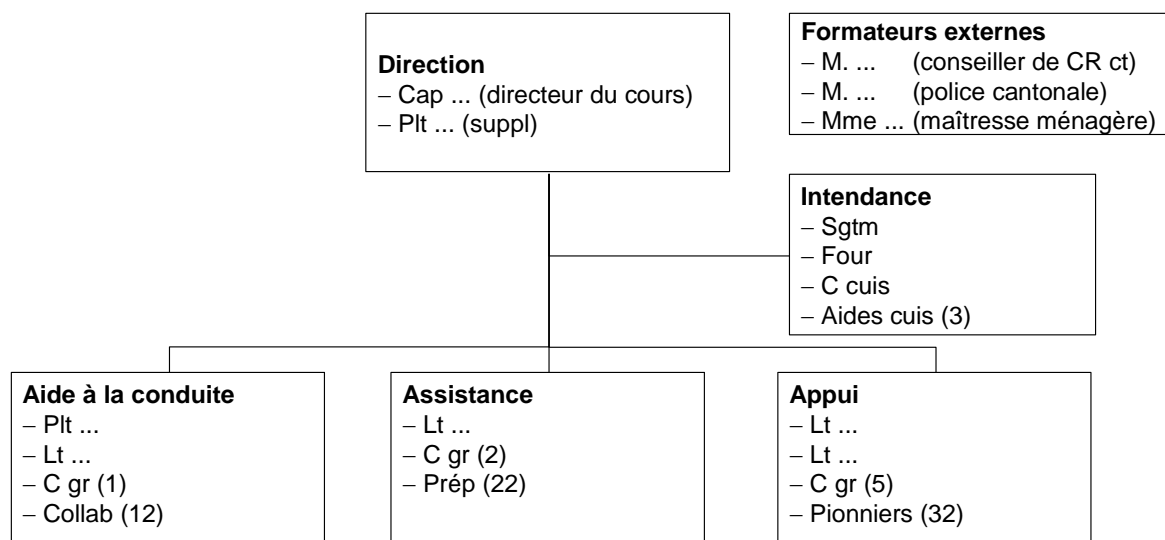 Direction
– Cap ... (directeur du cours)
– Plt ... (suppl)
Formateurs externes
– M. ... (conseiller de CR ct)
– M. ... (police cantonale)
– Mme ... (maîtresse ménagère)
Intendance
– Sgtm
– Four
– C cuis
– Aides cuis (3)
Aide à la conduite
– Plt ...
– Lt ...
– C gr (1)
– Collab (12)
Assistance
– Lt ...
– C gr (2)
– Prép (22)
Appui
– Lt ...
– Lt ...
– C gr (5)
– Pionniers (32)